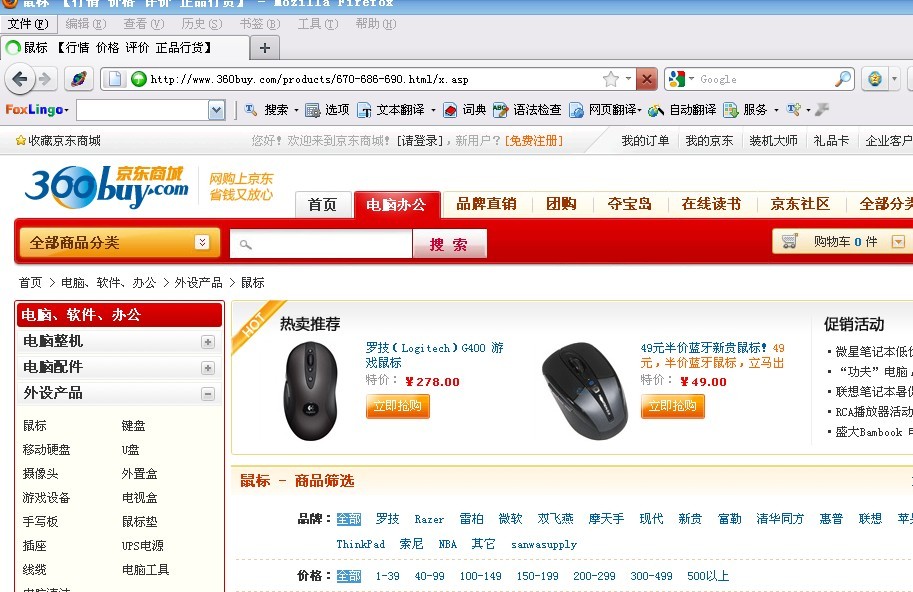 鼠标 【行情 价格 评价 正品行货】 - Mozilla Firefox
文件(F) 编辑(E) 查看(V) 历史(S) 书签(B) 工具(T) 帮助(H)
鼠标 【行情 价格 评价 正品行货】 +
http://www.360buy.com/products/670-686-690.html/x.asp Google
FoxLingo 搜索 选项 文本翻译 词典 语法检查 网页翻译 自动翻译 服务
收藏京东商城 您好！欢迎来到京东商城！[请登录]，新用户？[免费注册] 我的订单 我的京东 装机大师 礼品卡 企业客户
360buy.com 京东商城 网购上京东
省钱又放心
首页 电脑办公 品牌直销 团购 夺宝岛 在线读书 京东社区 全部分类
全部商品分类 搜 索 购物车 0 件
首页 > 电脑、软件、办公 > 外设产品 > 鼠标
电脑、软件、办公
电脑整机
电脑配件
外设产品
鼠标 键盘
移动硬盘 U盘
摄像头 外置盒
游戏设备 电视盒
手写板 鼠标垫
插座 UPS电源
线缆 电脑工具
电脑清洁
HOT
热卖推荐
罗技（Logitech）G400 游
戏鼠标
特价：￥278.00
立即抢购
49元半价蓝牙新贵鼠标！49
元，半价蓝牙鼠标，立马出
特价：￥49.00
立即抢购
促销活动
·微星笔记本低价
·“功夫”电脑，
·联想笔记本暑促
·RCA播放器活动
·盛大Bambook 电
鼠标 - 商品筛选
品牌：全部 罗技 Razer 雷柏 微软 双飞燕 摩天手 现代 新贵 富勒 清华同方 惠普 联想 苹果
ThinkPad 索尼 NBA 其它 sanwasupply
价格：全部 1-39 40-99 100-149 150-199 200-299 300-499 500以上